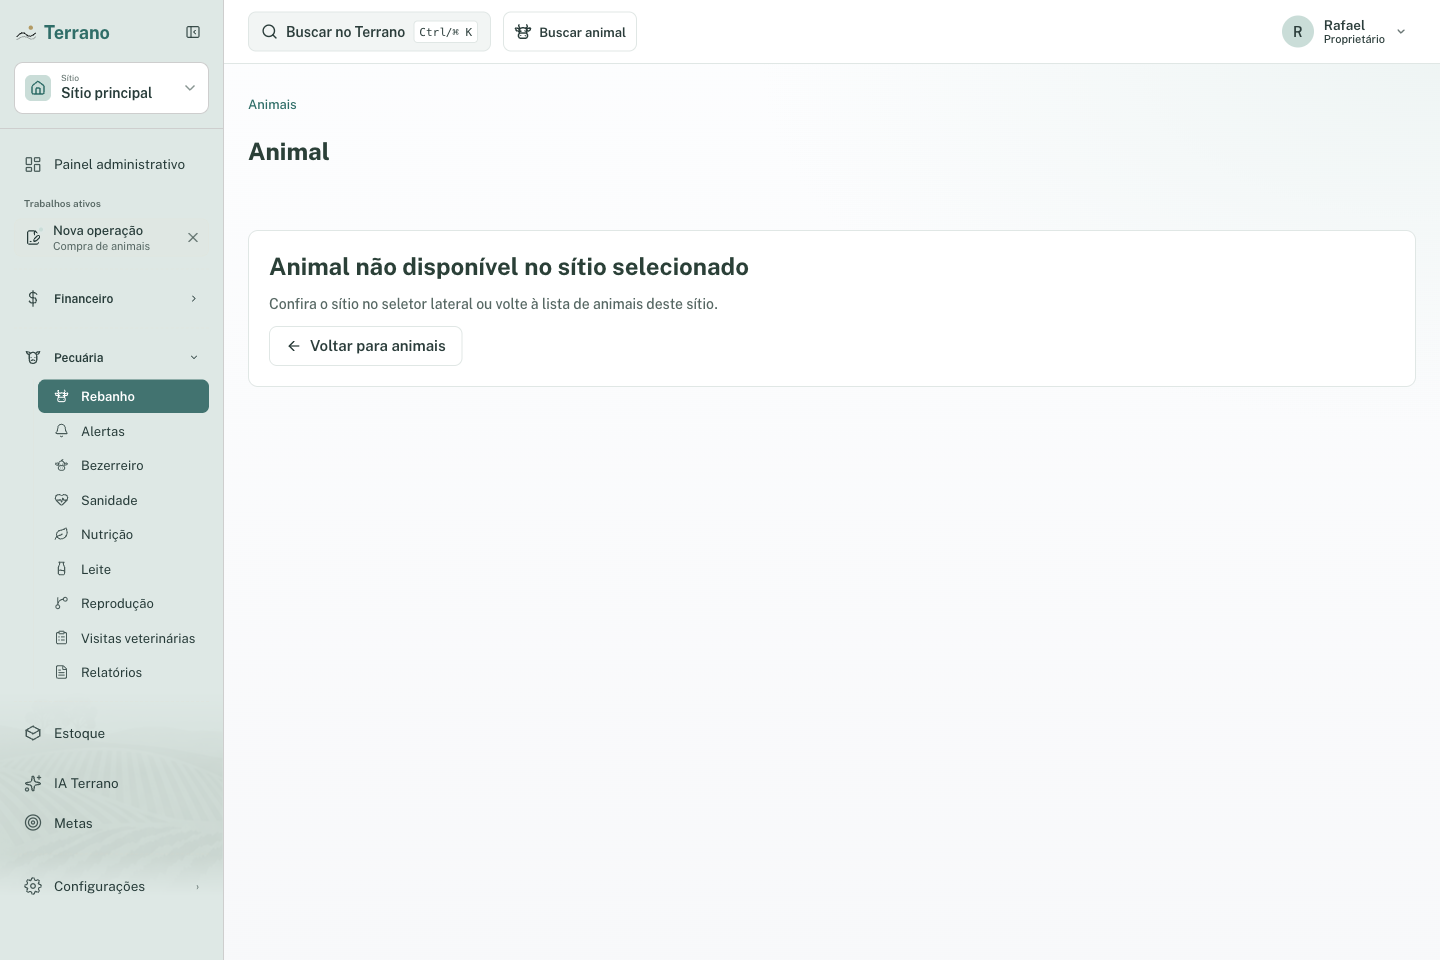 Terrano
Sítio
Sítio principal
Painel administrativo
Trabalhos ativos
Nova operação
Compra de animais
Financeiro
Pecuária
Rebanho
Alertas
Bezerreiro
Sanidade
Nutrição
Leite
Reprodução
Visitas veterinárias
Relatórios
Estoque
IA Terrano
Metas
Configurações
Buscar no Terrano Ctrl/⌘ K
Buscar animal
R
Rafael
Proprietário
Animais
Animal
Animal não disponível no sítio selecionado
Confira o sítio no seletor lateral ou volte à lista de animais deste sítio.
Voltar para animais